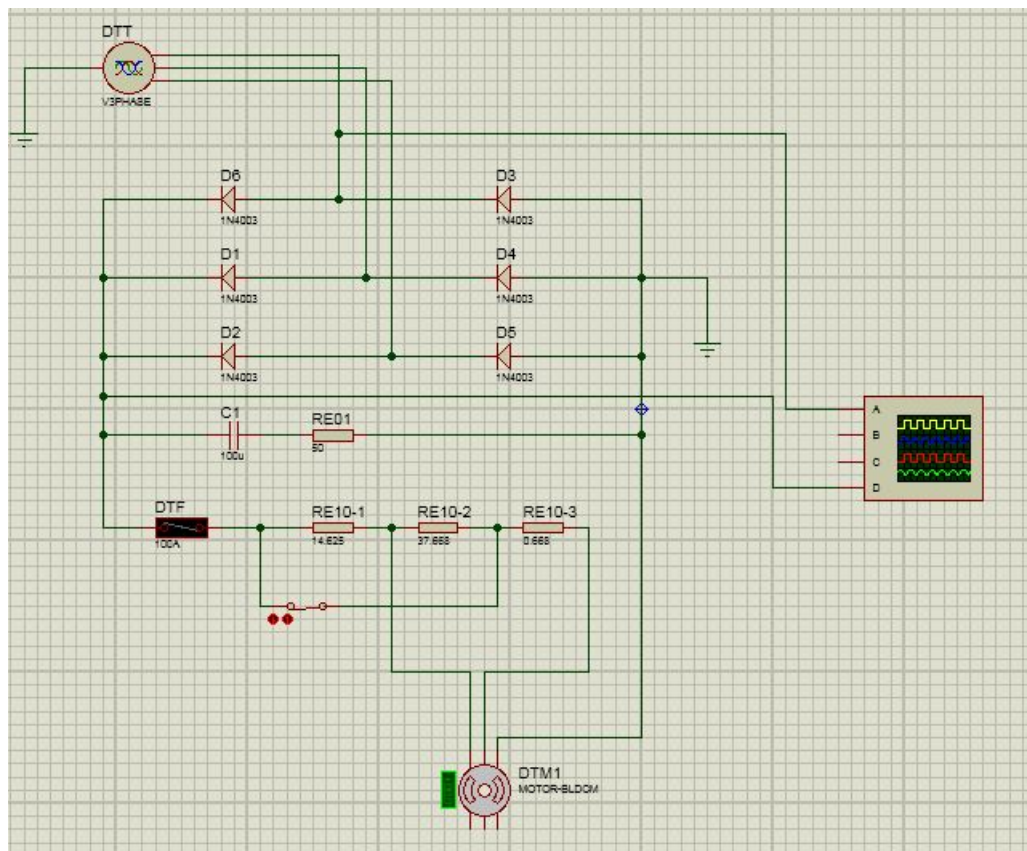 DTT
V3PHASE
D6
1N4003
D3
1N4003
D1
1N4003
D4
1N4003
D2
1N4003
D5
1N4003
C1
100u
RE01
50
A
B
C
D
DTF
100A
RE10-1
14.625
RE10-2
37.668
RE10-3
0.668
DTM1
MOTOR-BLDCM